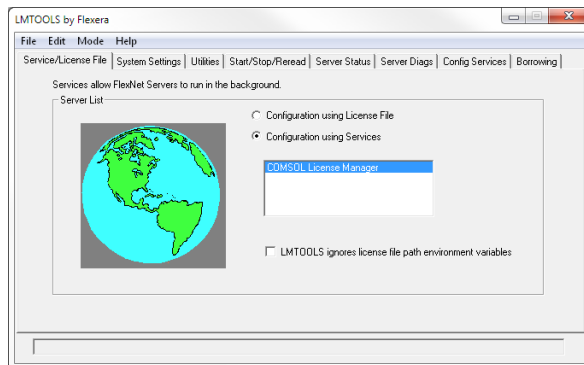 LMTOOLS by Flexera
File Edit Mode Help
Service/License File System Settings Utilities Start/Stop/Reread Server Status Server Diags Config Services Borrowing
Services allow FlexNet Servers to run in the background.
Server List
Configuration using License File
Configuration using Services
COMSOL License Manager
LMTOOLS ignores license file path environment variables